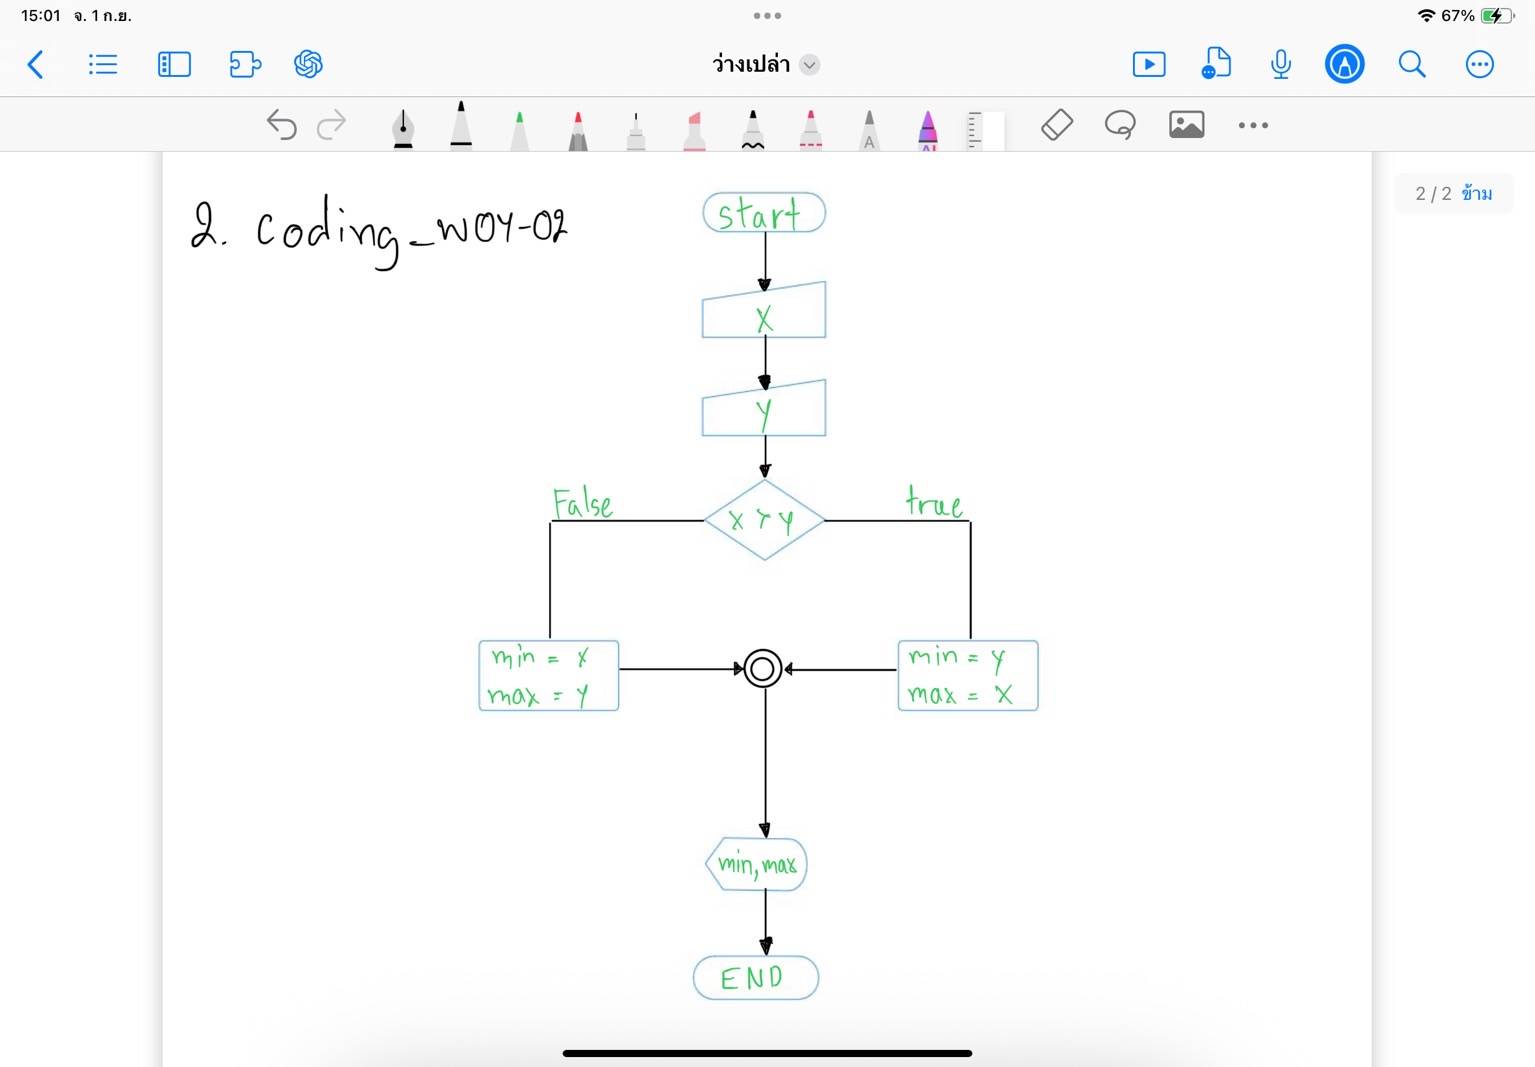 15:01 จ. 1 ก.ย.
67%
ว่างเปล่า
A
AI
2 / 2 ข้าม
2. Coding_W04-02
start
X
Y
False
X > Y
true
min = X
max = Y
min = Y
max = X
min, max
END